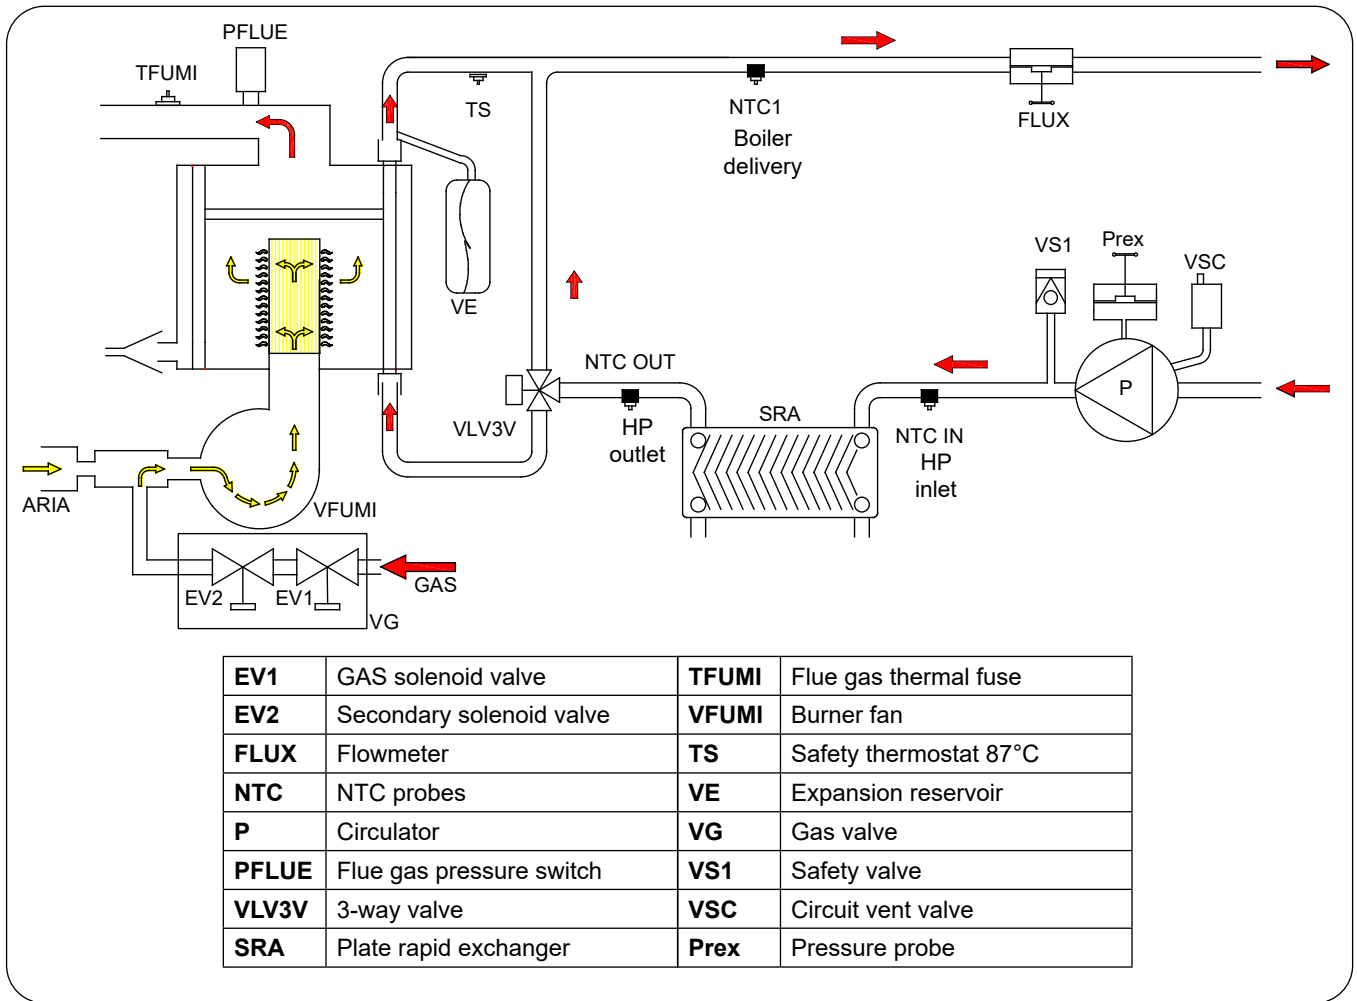 PFLUE
TFUMI
TS
NTC1
Boiler
delivery
FLUX
VE
VS1
Prex
VSC
NTC OUT
P
VLV3V
HP
outlet
SRA
NTC IN
HP
inlet
ARIA
VFUMI
GAS
EV2
EV1
VG
EV1 GAS solenoid valve TFUMI Flue gas thermal fuse
EV2 Secondary solenoid valve VFUMI Burner fan
FLUX Flowmeter TS Safety thermostat 87°C
NTC NTC probes VE Expansion reservoir
P Circulator VG Gas valve
PFLUE Flue gas pressure switch VS1 Safety valve
VLV3V 3-way valve VSC Circuit vent valve
SRA Plate rapid exchanger Prex Pressure probe